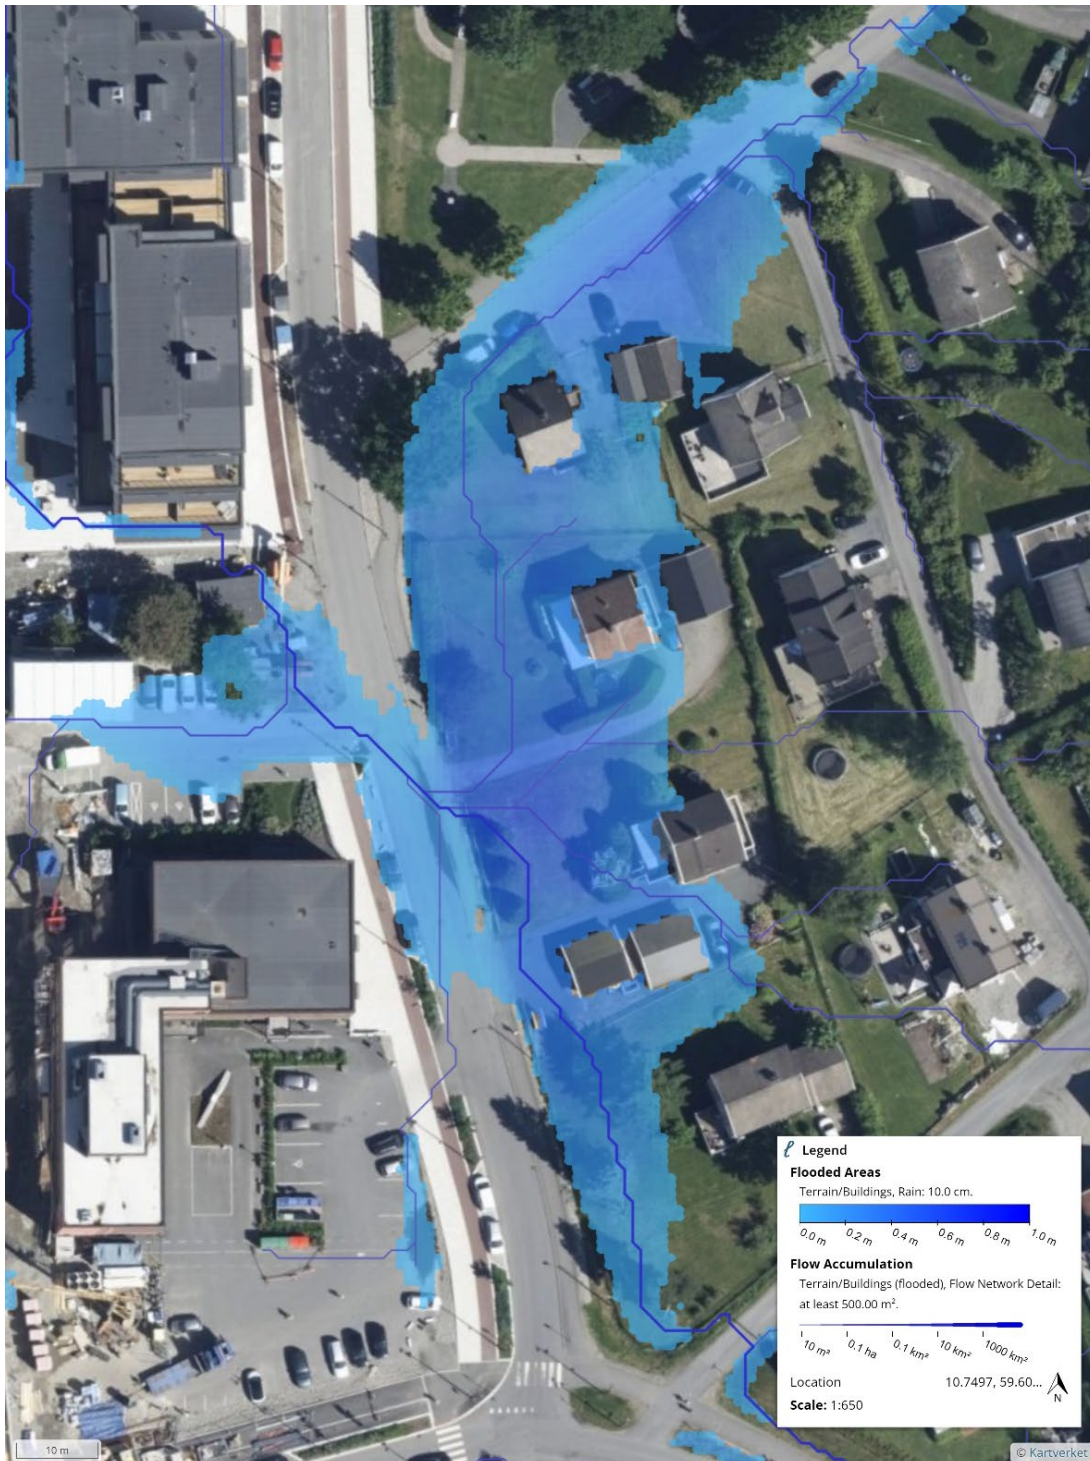 Legend
Flooded Areas
Terrain/Buildings, Rain: 10.0 cm.
0.0 m 0.2 m 0.4 m 0.6 m 0.8 m 1.0 m
Flow Accumulation
Terrain/Buildings (flooded), Flow Network Detail:
at least 500.00 m².
10 m² 0.1 ha 0.1 km² 10 km² 1000 km²
Location 10.7497, 59.60...
N
Scale: 1:650
10 m
© Kartverket